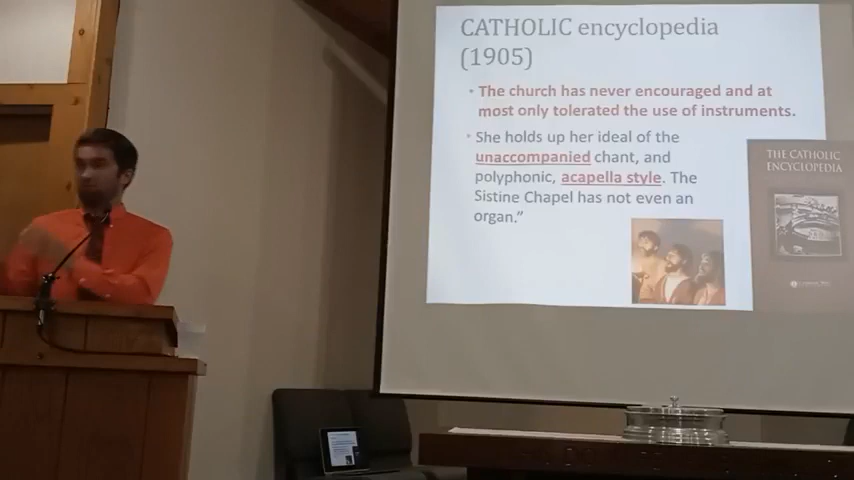 CATHOLIC encyclopedia
(1905)
• The church has never encouraged and at
most only tolerated the use of instruments.
• She holds up her ideal of the
unaccompanied chant, and
polyphonic, acapella style. The
Sistine Chapel has not even an
organ.”
THE CATHOLIC
ENCYCLOPEDIA